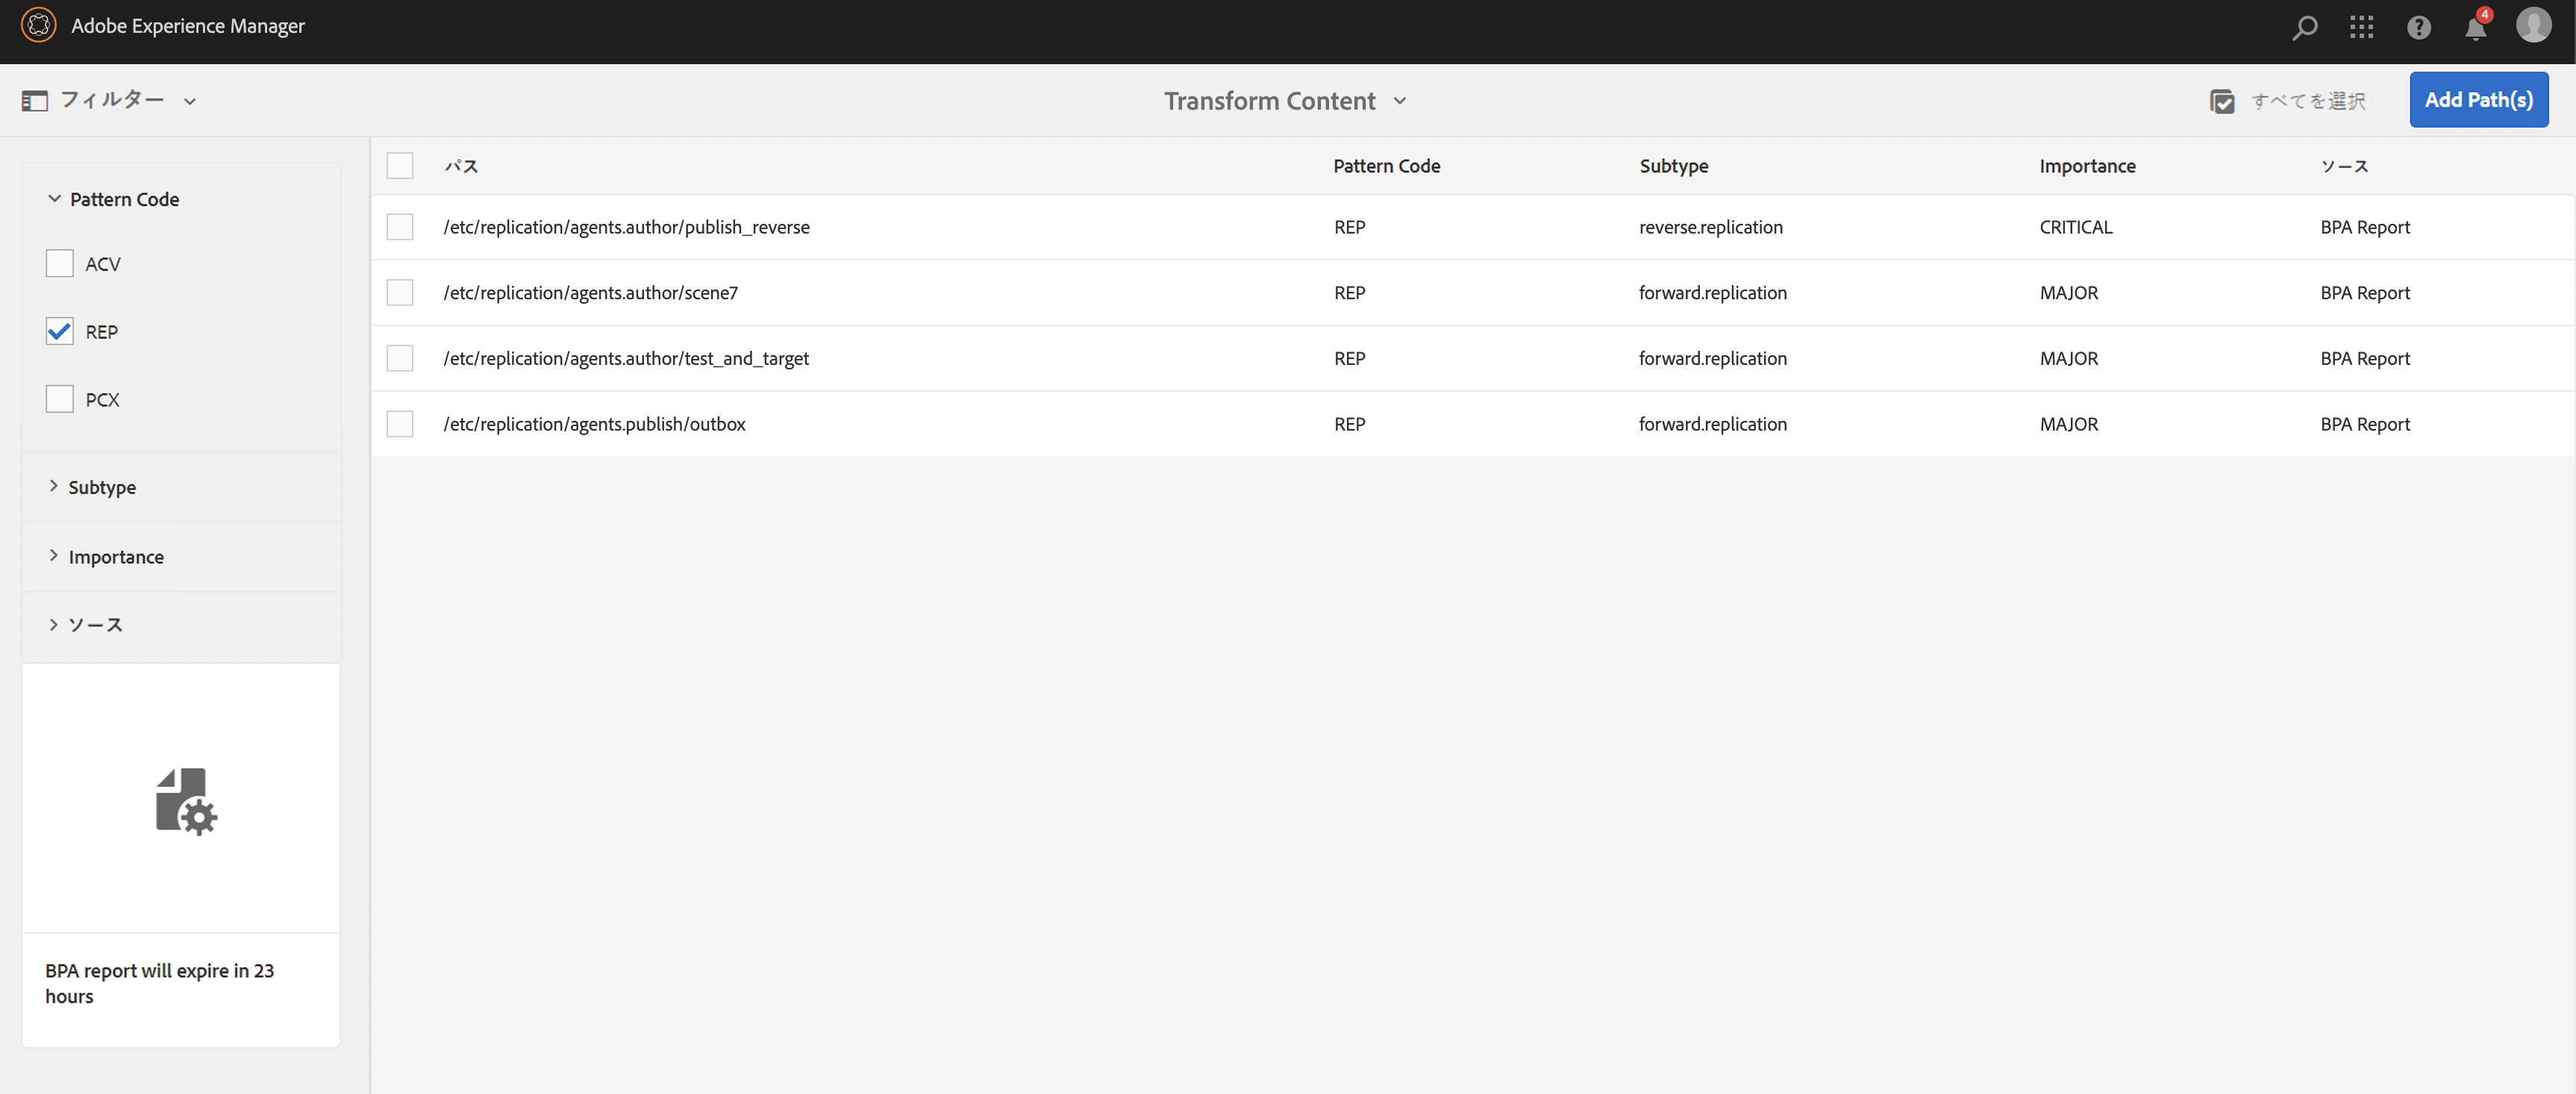 Adobe Experience Manager
4
フィルター
Transform Content
すべてを選択
Add Path(s)
Pattern Code
ACV
REP
PCX
Subtype
Importance
ソース
BPA report will expire in 23
hours
パス Pattern Code Subtype Importance ソース
/etc/replication/agents.author/publish_reverse REP reverse.replication CRITICAL BPA Report
/etc/replication/agents.author/scene7 REP forward.replication MAJOR BPA Report
/etc/replication/agents.author/test_and_target REP forward.replication MAJOR BPA Report
/etc/replication/agents.publish/outbox REP forward.replication MAJOR BPA Report